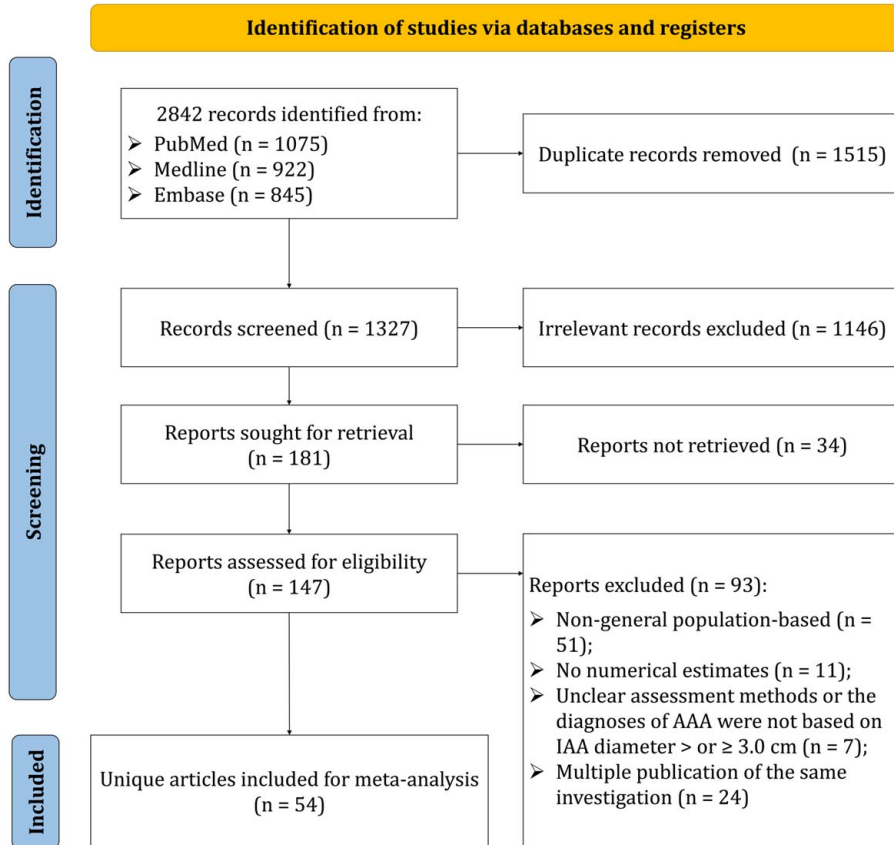 Identification of studies via databases and registers
Identification
2842 records identified from:
➢ PubMed (n = 1075)
➢ Medline (n = 922)
➢ Embase (n = 845)
Duplicate records removed (n = 1515)
Screening
Records screened (n = 1327)
Irrelevant records excluded (n = 1146)
Reports sought for retrieval
(n = 181)
Reports not retrieved (n = 34)
Reports assessed for eligibility
(n = 147)
Reports excluded (n = 93):
➢ Non-general population-based (n =
51);
➢ No numerical estimates (n = 11);
➢ Unclear assessment methods or the
diagnoses of AAA were not based on
IAA diameter > or ≥ 3.0 cm (n = 7);
➢ Multiple publication of the same
investigation (n = 24)
Included
Unique articles included for meta-analysis
(n = 54)